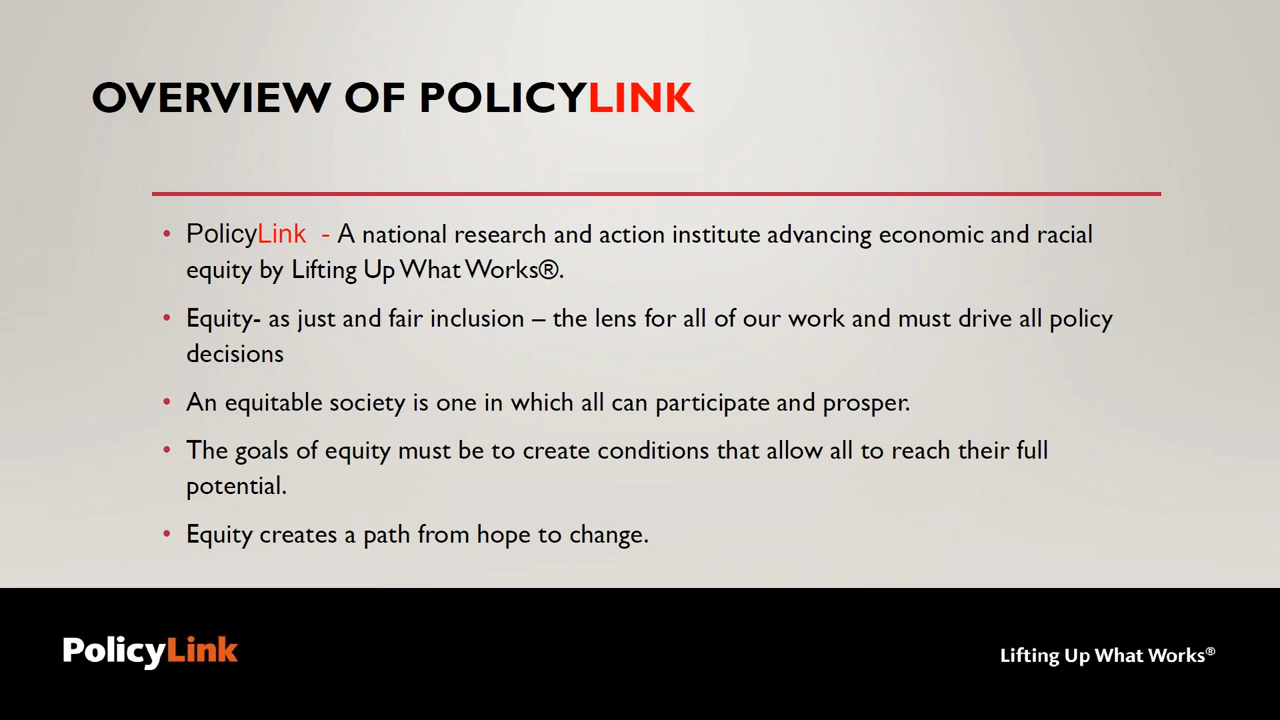 OVERVIEW OF POLICYLINK
• PolicyLink - A national research and action institute advancing economic and racial
equity by Lifting Up What Works®.
• Equity- as just and fair inclusion – the lens for all of our work and must drive all policy
decisions
• An equitable society is one in which all can participate and prosper.
• The goals of equity must be to create conditions that allow all to reach their full
potential.
• Equity creates a path from hope to change.
PolicyLink
Lifting Up What Works®